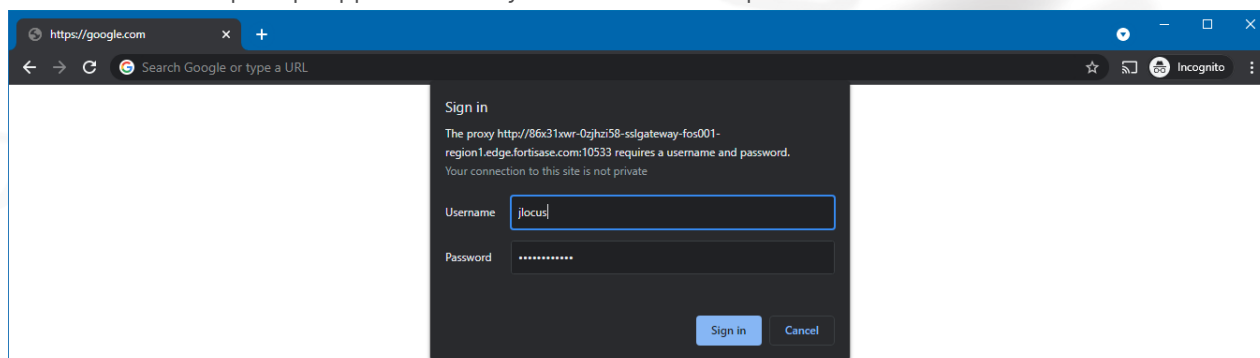 https://google.com
Search Google or type a URL
Incognito
Sign in
The proxy http://86x31xwr-0zjhzi58-sslgateway-fos001-
region1.edge.fortisase.com:10533 requires a username and password.
Your connection to this site is not private
Username jlocus
Password ••••••••••••
Sign in Cancel